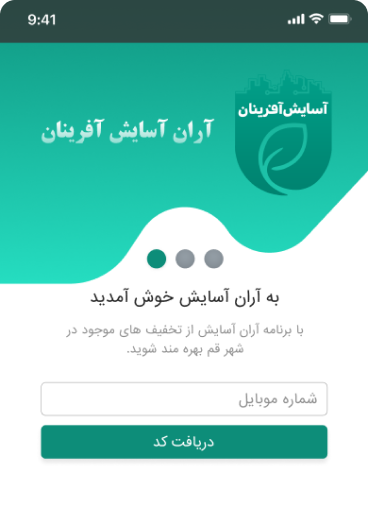 9:41
آسایش‌آفرینان
آران آسایش آفرینان
به آران آسایش خوش آمدید
با برنامه آران آسایش از تخفیف های موجود در
شهر قم بهره مند شوید.
شماره موبایل
دریافت کد